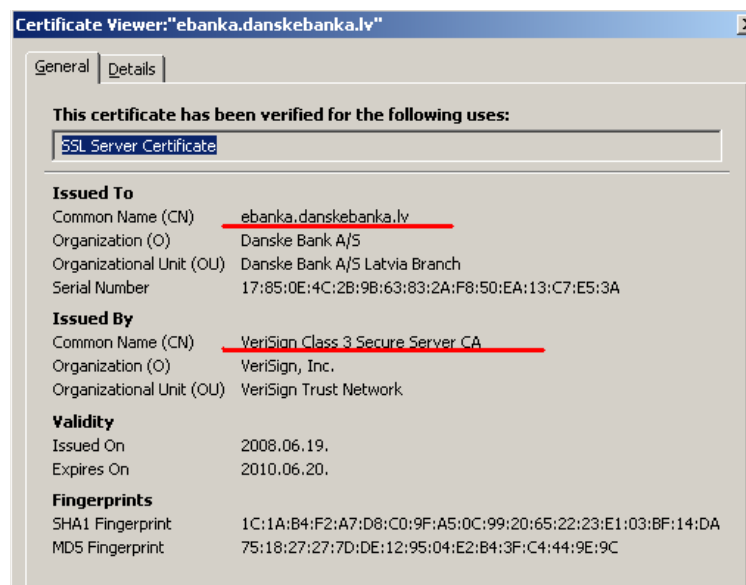 Certificate Viewer:"ebanka.danskebanka.lv"
General Details
This certificate has been verified for the following uses:
SSL Server Certificate
Issued To
Common Name (CN) ebanka.danskebanka.lv
Organization (O) Danske Bank A/S
Organizational Unit (OU) Danske Bank A/S Latvia Branch
Serial Number 17:85:0E:4C:2B:9B:63:83:2A:F8:50:EA:13:C7:E5:3A
Issued By
Common Name (CN) VeriSign Class 3 Secure Server CA
Organization (O) VeriSign, Inc.
Organizational Unit (OU) VeriSign Trust Network
Validity
Issued On 2008.06.19.
Expires On 2010.06.20.
Fingerprints
SHA1 Fingerprint 1C:1A:B4:F2:A7:D8:C0:9F:A5:0C:99:20:65:22:23:E1:03:BF:14:DA
MD5 Fingerprint 75:18:27:27:7D:DE:12:95:04:E2:B4:3F:C4:44:9E:9C